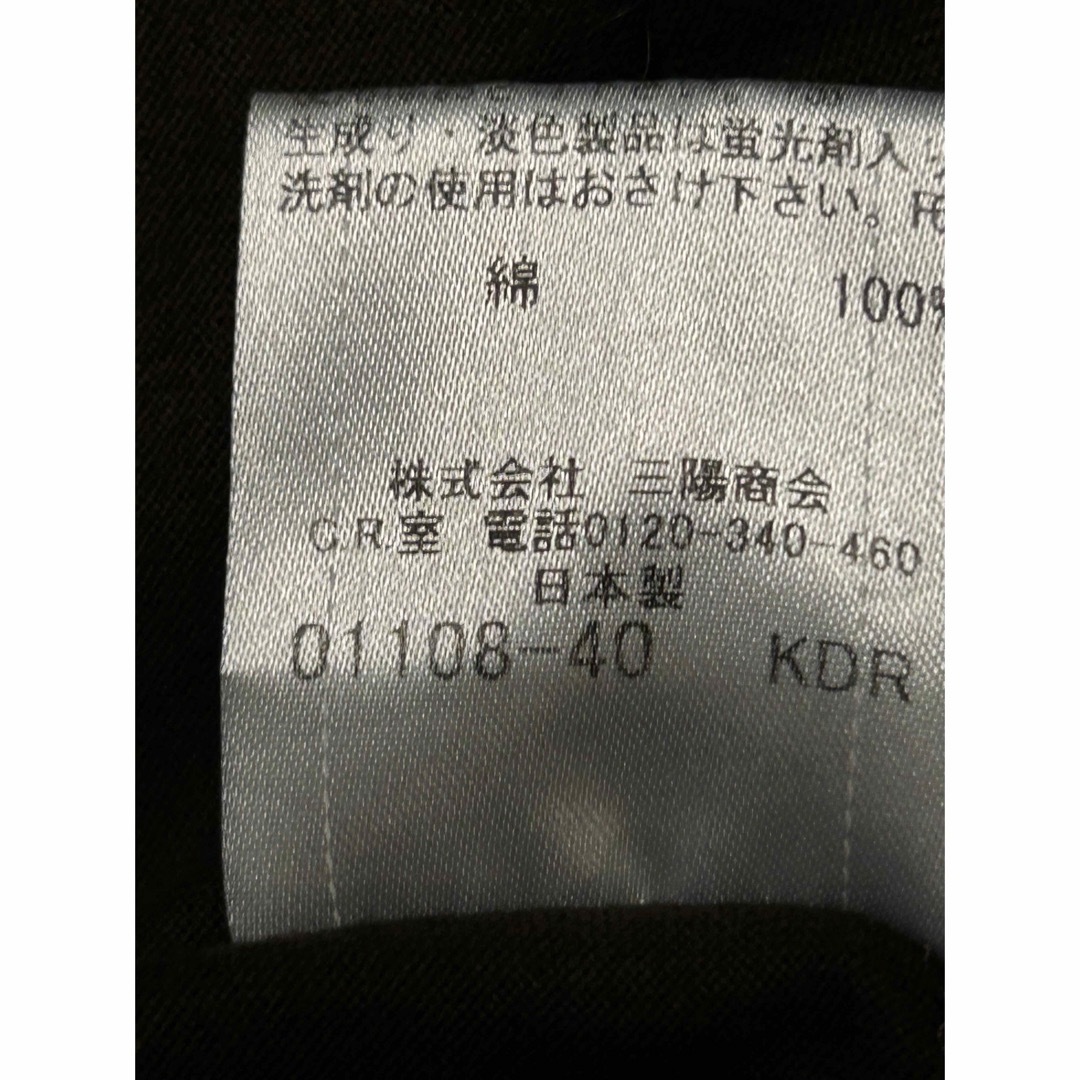 生成り・淡色製品は蛍光剤入
洗剤の使用はおさけ下さい。
綿 100%
株式会社 三陽商会
C.R.室 電話0120-340-460
日本製
01108-40 KDR